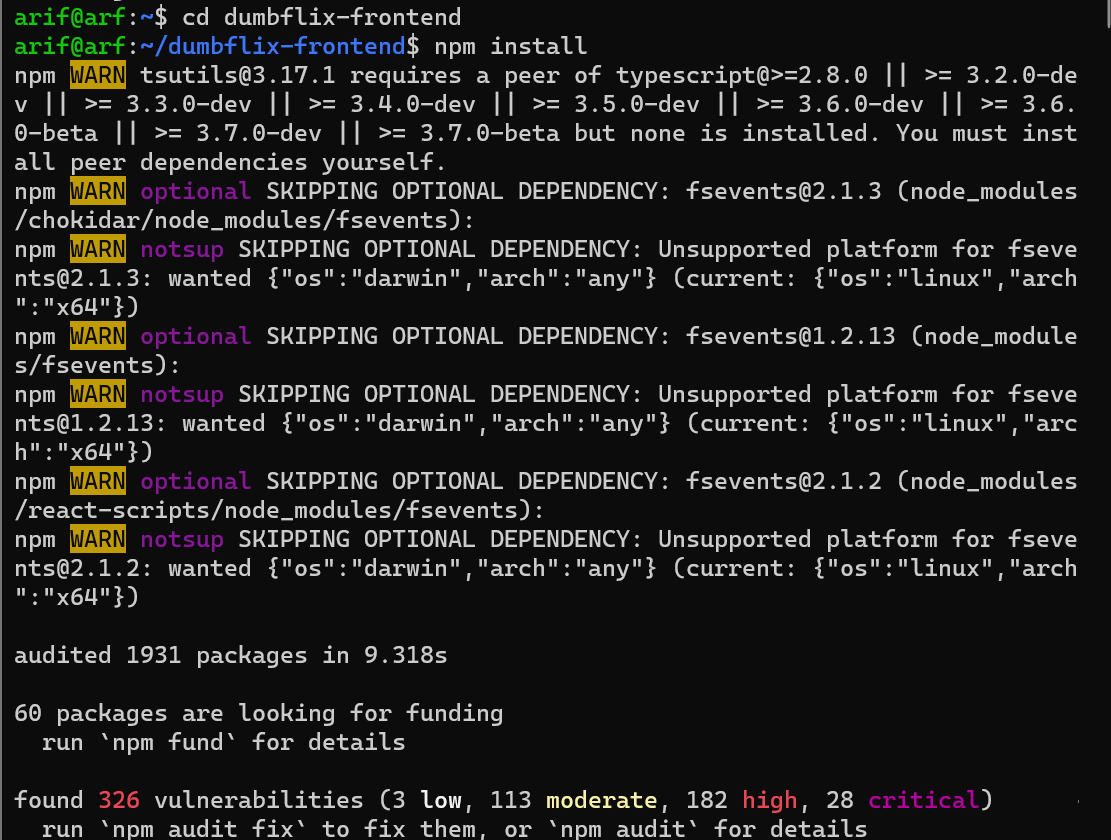 arif@arf:~$ cd dumbflix-frontend
arif@arf:~/dumbflix-frontend$ npm install
npm WARN tsutils@3.17.1 requires a peer of typescript@>=2.8.0 || >= 3.2.0-de
v || >= 3.3.0-dev || >= 3.4.0-dev || >= 3.5.0-dev || >= 3.6.0-dev || >= 3.6.
0-beta || >= 3.7.0-dev || >= 3.7.0-beta but none is installed. You must inst
all peer dependencies yourself.
npm WARN optional SKIPPING OPTIONAL DEPENDENCY: fsevents@2.1.3 (node_modules
/chokidar/node_modules/fsevents):
npm WARN notsup SKIPPING OPTIONAL DEPENDENCY: Unsupported platform for fseve
nts@2.1.3: wanted {"os":"darwin","arch":"any"} (current: {"os":"linux","arch
":"x64"})
npm WARN optional SKIPPING OPTIONAL DEPENDENCY: fsevents@1.2.13 (node_module
s/fsevents):
npm WARN notsup SKIPPING OPTIONAL DEPENDENCY: Unsupported platform for fseve
nts@1.2.13: wanted {"os":"darwin","arch":"any"} (current: {"os":"linux","arc
h":"x64"})
npm WARN optional SKIPPING OPTIONAL DEPENDENCY: fsevents@2.1.2 (node_modules
/react-scripts/node_modules/fsevents):
npm WARN notsup SKIPPING OPTIONAL DEPENDENCY: Unsupported platform for fseve
nts@2.1.2: wanted {"os":"darwin","arch":"any"} (current: {"os":"linux","arch
":"x64"})
audited 1931 packages in 9.318s
60 packages are looking for funding
run `npm fund` for details
found 326 vulnerabilities (3 low, 113 moderate, 182 high, 28 critical)
run `npm audit fix` to fix them, or `npm audit` for details